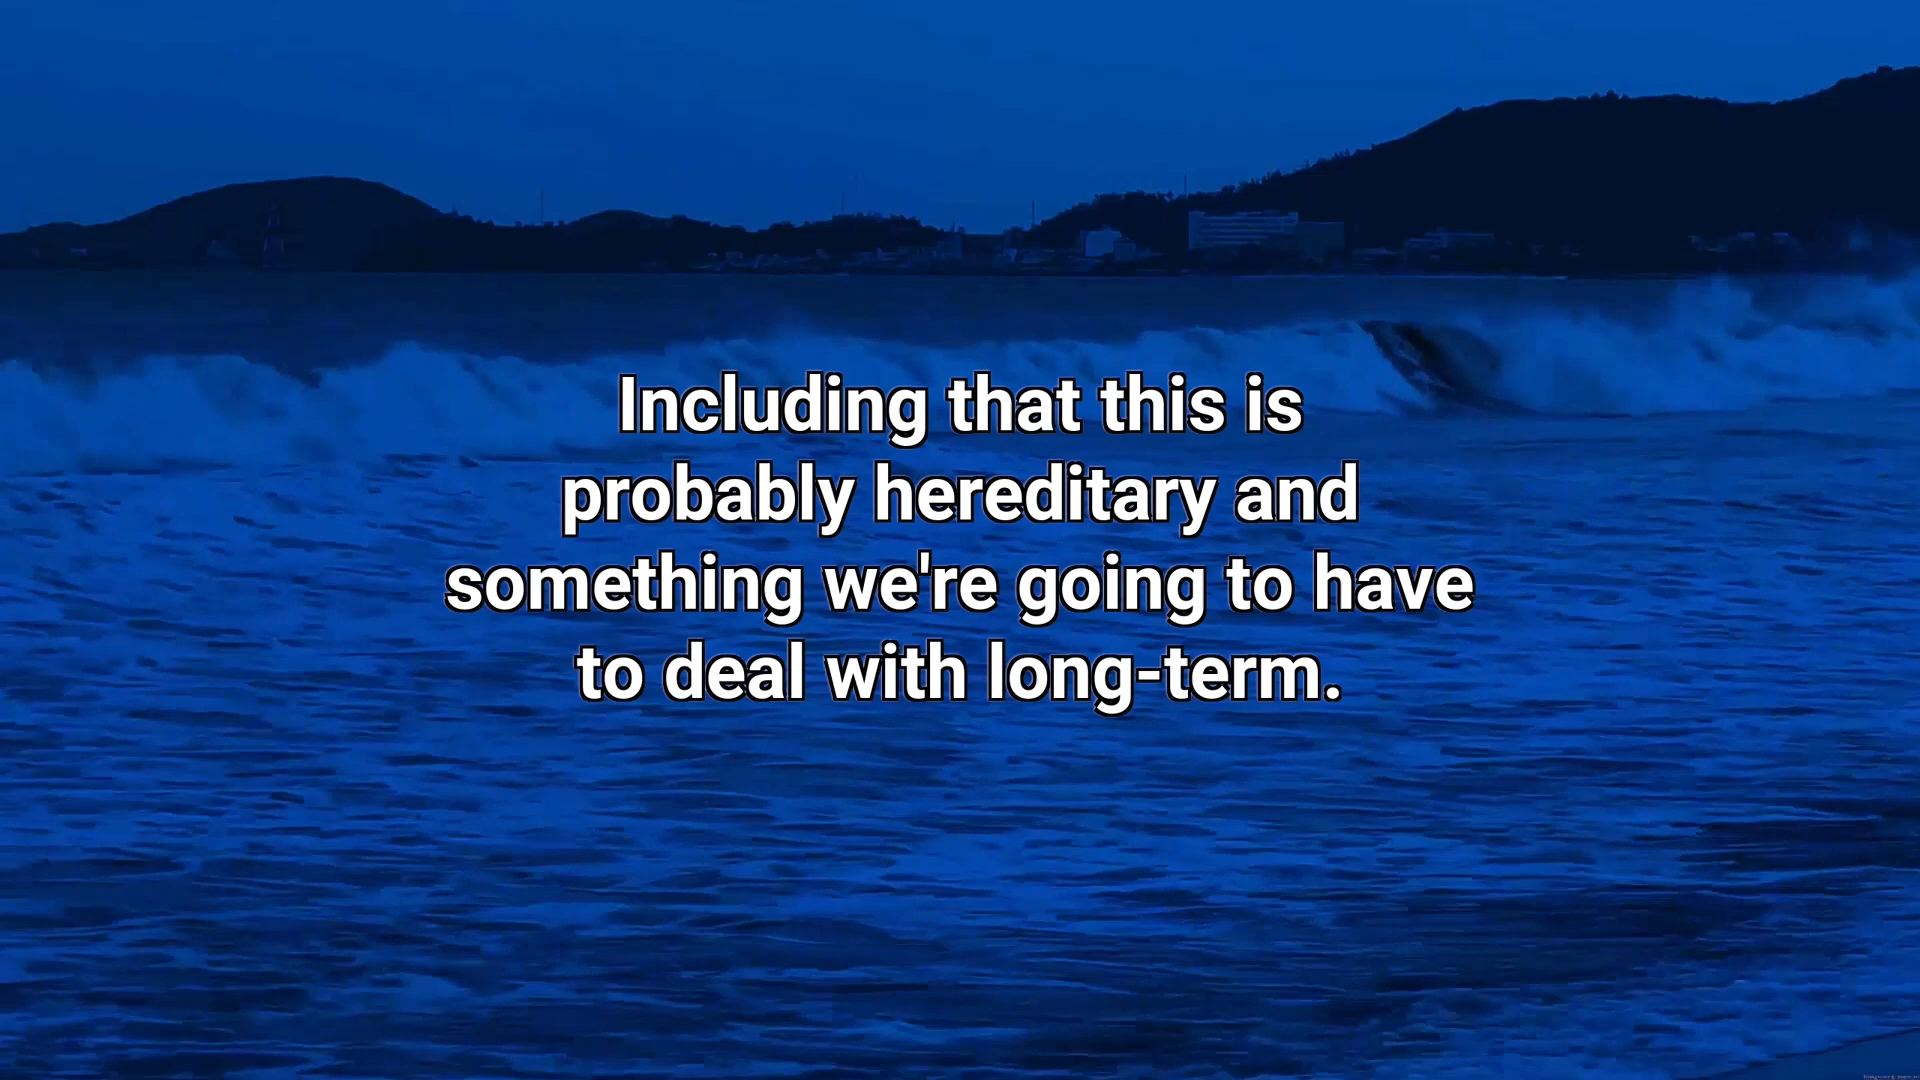 Including that this is
probably hereditary and
something we're going to have
to deal with long-term.